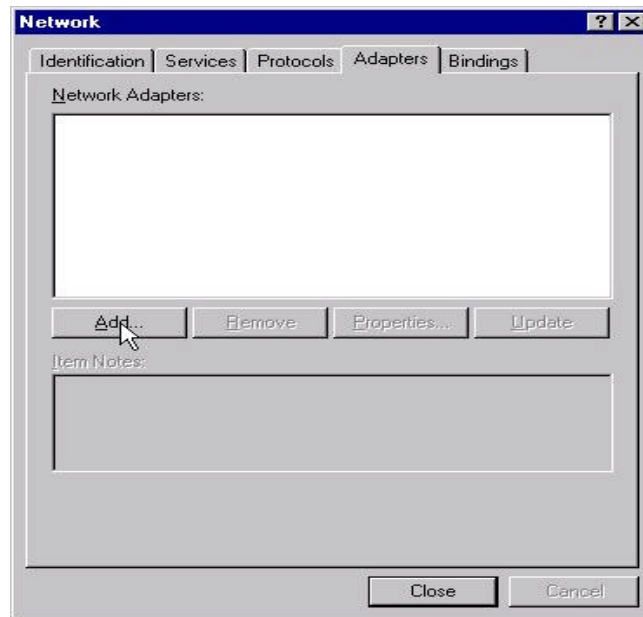 Network
Identification Services Protocols Adapters Bindings
Network Adapters:
Add... Remove Properties... Update
Item Notes:
Close Cancel